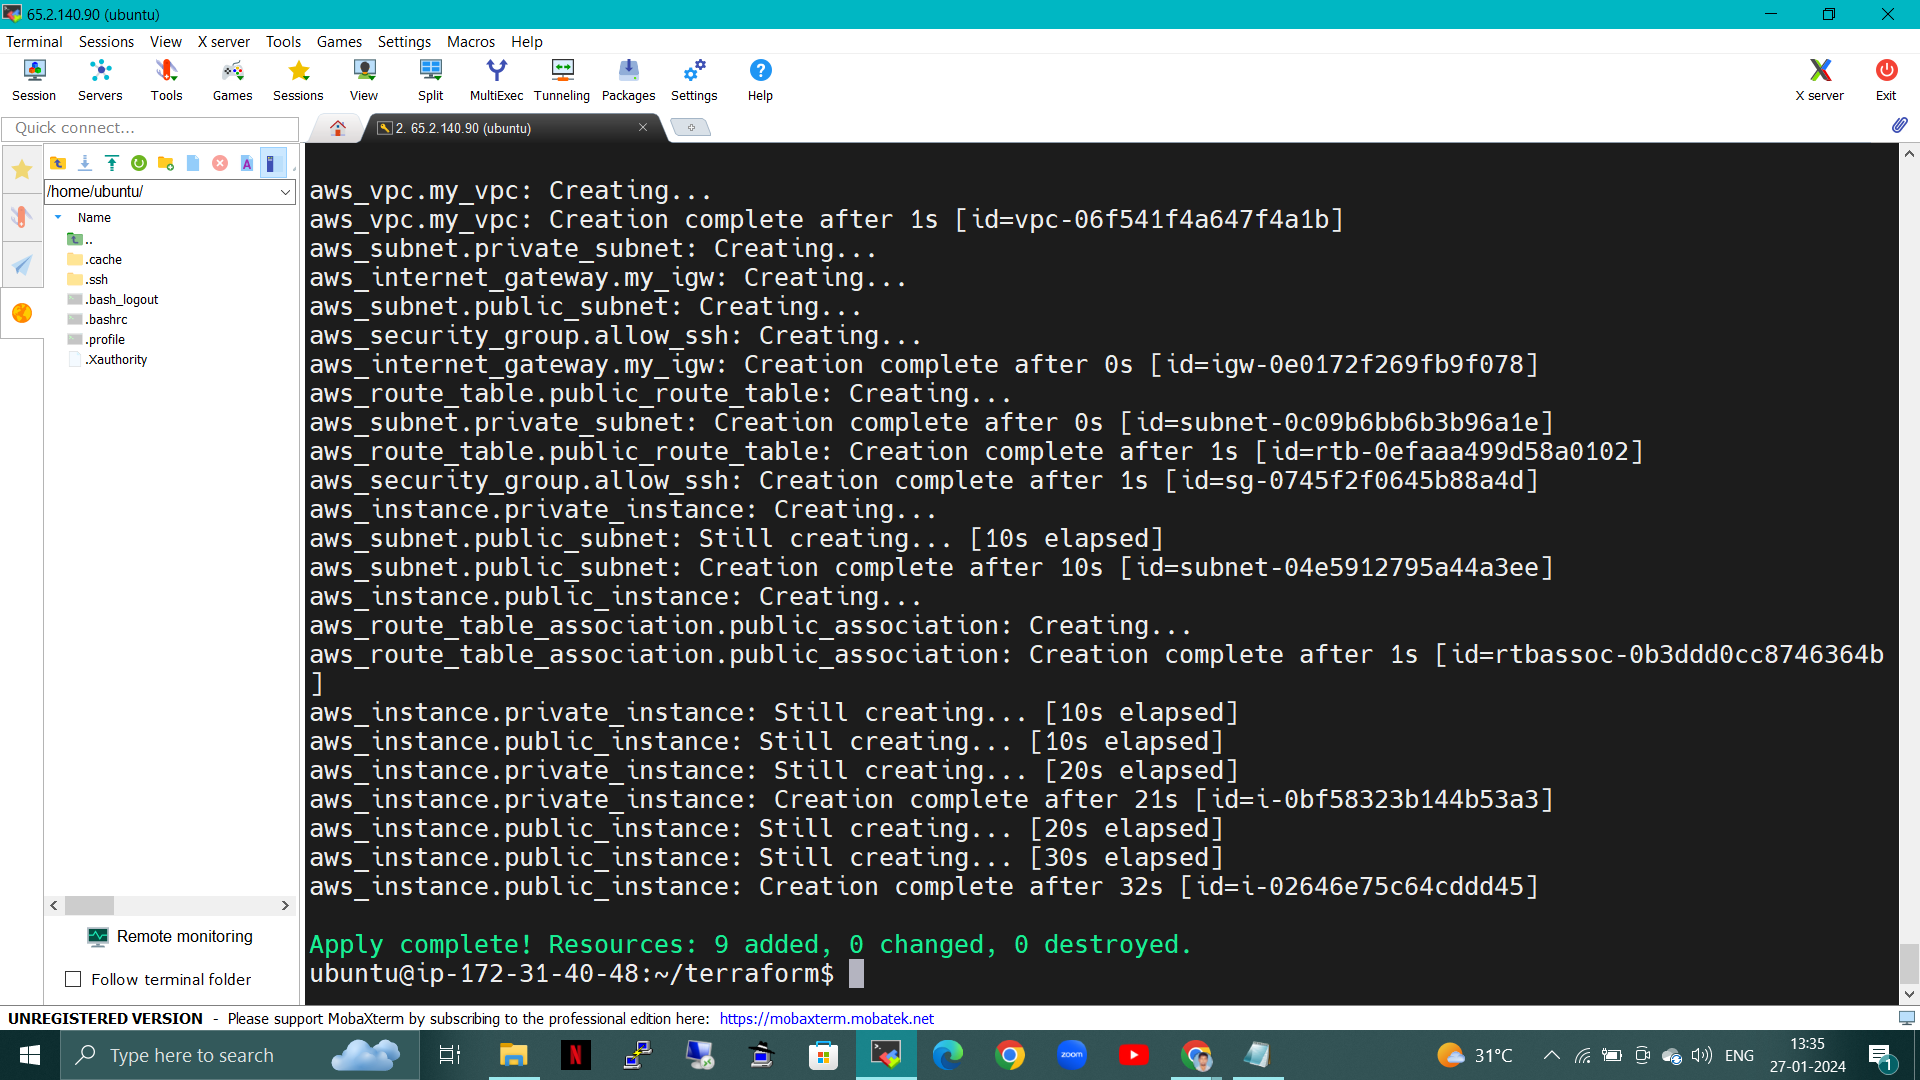 65.2.140.90 (ubuntu)
Terminal Sessions View X server Tools Games Settings Macros Help
Session Servers Tools Games Sessions View Split MultiExec Tunneling Packages Settings Help X server Exit
Quick connect...
2. 65.2.140.90 (ubuntu)
/home/ubuntu/
Name
..
.cache
.ssh
.bash_logout
.bashrc
.profile
.Xauthority
Remote monitoring
Follow terminal folder
aws_vpc.my_vpc: Creating...
aws_vpc.my_vpc: Creation complete after 1s [id=vpc-06f541f4a647f4a1b]
aws_subnet.private_subnet: Creating...
aws_internet_gateway.my_igw: Creating...
aws_subnet.public_subnet: Creating...
aws_security_group.allow_ssh: Creating...
aws_internet_gateway.my_igw: Creation complete after 0s [id=igw-0e0172f269fb9f078]
aws_route_table.public_route_table: Creating...
aws_subnet.private_subnet: Creation complete after 0s [id=subnet-0c09b6bb6b3b96a1e]
aws_route_table.public_route_table: Creation complete after 1s [id=rtb-0efaaa499d58a0102]
aws_security_group.allow_ssh: Creation complete after 1s [id=sg-0745f2f0645b88a4d]
aws_instance.private_instance: Creating...
aws_subnet.public_subnet: Still creating... [10s elapsed]
aws_subnet.public_subnet: Creation complete after 10s [id=subnet-04e5912795a44a3ee]
aws_instance.public_instance: Creating...
aws_route_table_association.public_association: Creating...
aws_route_table_association.public_association: Creation complete after 1s [id=rtbassoc-0b3ddd0cc8746364b
]
aws_instance.private_instance: Still creating... [10s elapsed]
aws_instance.public_instance: Still creating... [10s elapsed]
aws_instance.private_instance: Still creating... [20s elapsed]
aws_instance.private_instance: Creation complete after 21s [id=i-0bf58323b144b53a3]
aws_instance.public_instance: Still creating... [20s elapsed]
aws_instance.public_instance: Still creating... [30s elapsed]
aws_instance.public_instance: Creation complete after 32s [id=i-02646e75c64cddd45]
Apply complete! Resources: 9 added, 0 changed, 0 destroyed.
ubuntu@ip-172-31-40-48:~/terraform$
UNREGISTERED VERSION - Please support MobaXterm by subscribing to the professional edition here: https://mobaxterm.mobatek.net
Type here to search
zoom
31°C
ENG
13:35
27-01-2024
1